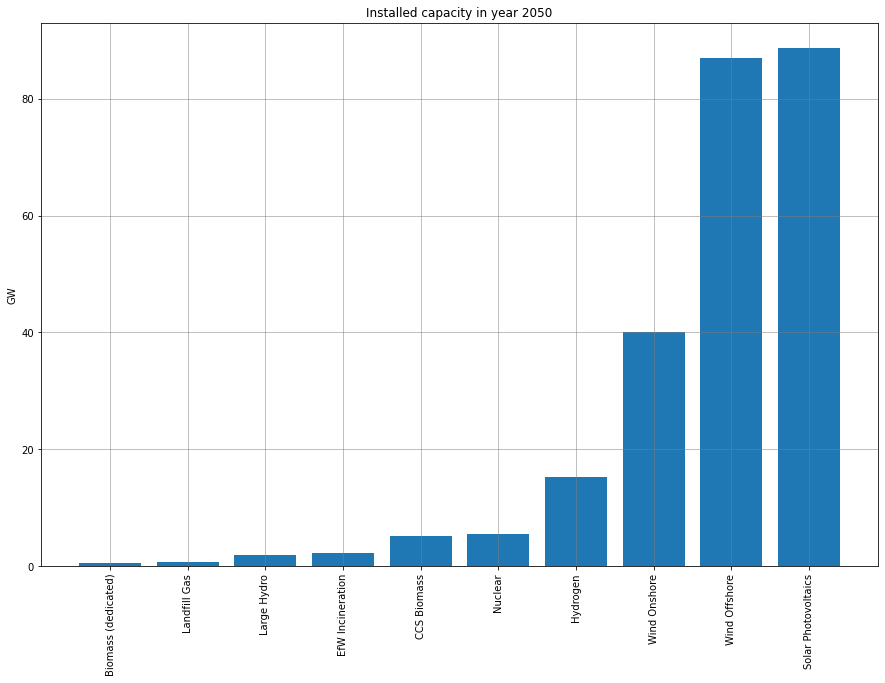 Installed capacity in year 2050
80
60
40
20
0
GW
Biomass (dedicated)
Landfill Gas
Large Hydro
EfW Incineration
CCS Biomass
Nuclear
Hydrogen
Wind Onshore
Wind Offshore
Solar Photovoltaics